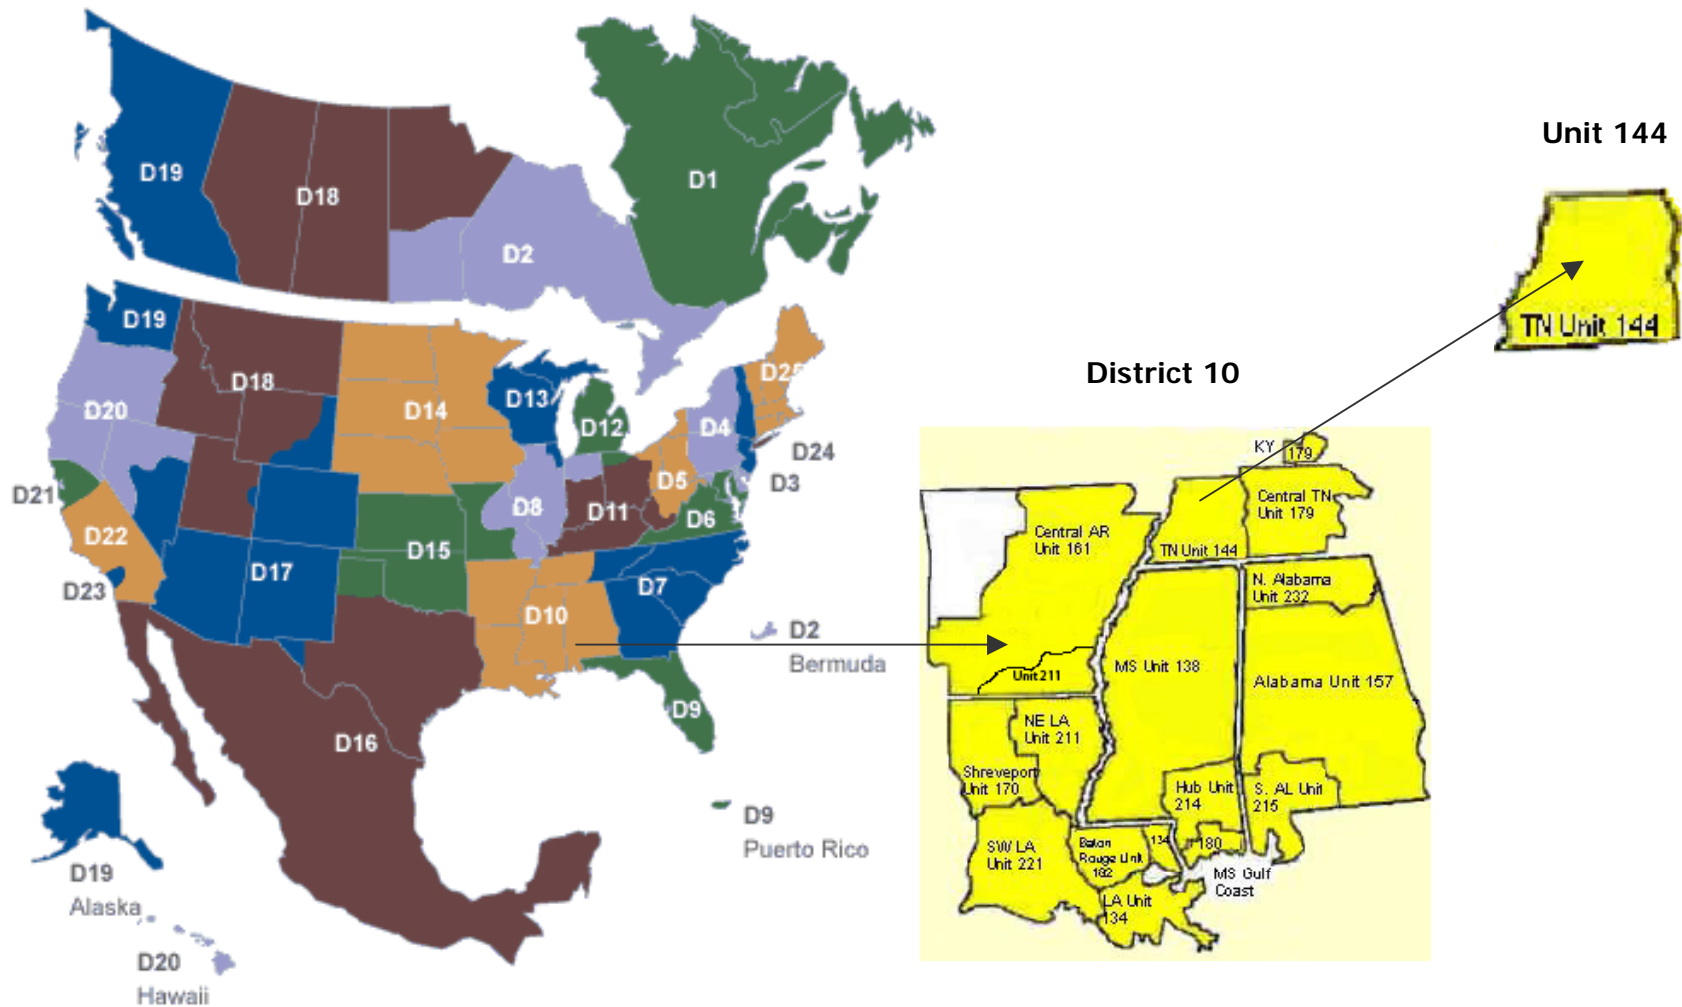 D19
D18
D1
D2
D19
D18
D20
D14
D13
D12
D25
D4
D24
D3
D21
D22
D23
D17
D15
D8
D11
D5
D6
D7
D10
D9
D16
D2
Bermuda
D9
Puerto Rico
D19
Alaska
D20
Hawaii
District 10
KY
179
Central TN
Unit 179
Central AR
Unit 161
TN Unit 144
N. Alabama
Unit 232
Unit 211
MS Unit 138
Alabama Unit 157
NE LA
Unit 211
Shreveport
Unit 170
Hub Unit
214
S. AL Unit
215
SW LA
Unit 221
Baton
Rouge Unit
162
134
180
MS Gulf
Coast
LA Unit
134
Unit 144
TN Unit 144